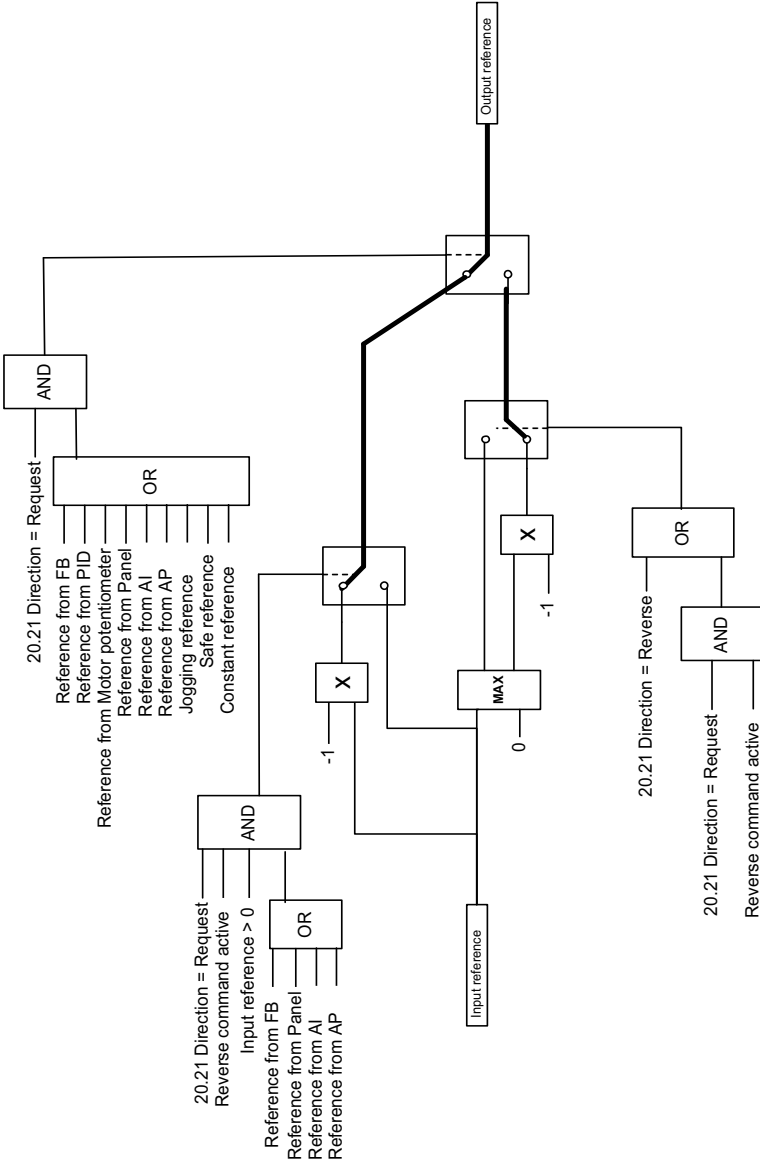 20.21 Direction = Request
AND
Reference from FB
Reference from PID
Reference from Motor potentiometer
Reference from Panel
Reference from AI
Reference from AP
Jogging reference
Safe reference
Constant reference
OR
20.21 Direction = Request
Reverse command active
Input reference > 0
AND
Reference from FB
Reference from Panel
Reference from AI
Reference from AP
OR
-1
X
Input reference
0
MAX
-1
X
Output reference
20.21 Direction = Reverse
OR
20.21 Direction = Request
Reverse command active
AND